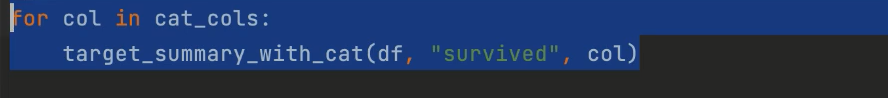 for col in cat_cols:
    target_summary_with_cat(df, "survived", col)